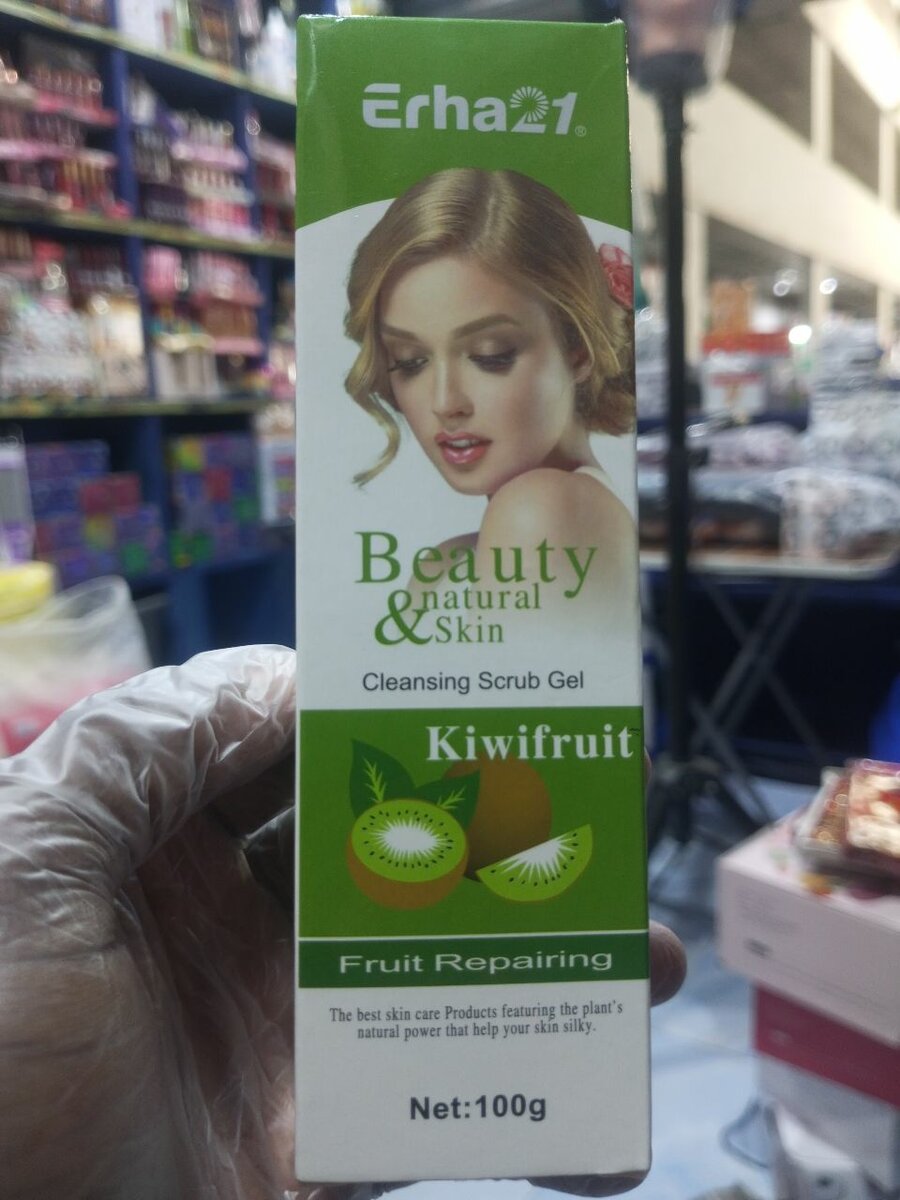 Erha21®
Beauty
& natural
Skin
Cleansing Scrub Gel
Kiwifruit
Fruit Repairing
The best skin care Products featuring the plant's
natural power that help your skin silky.
Net:100g